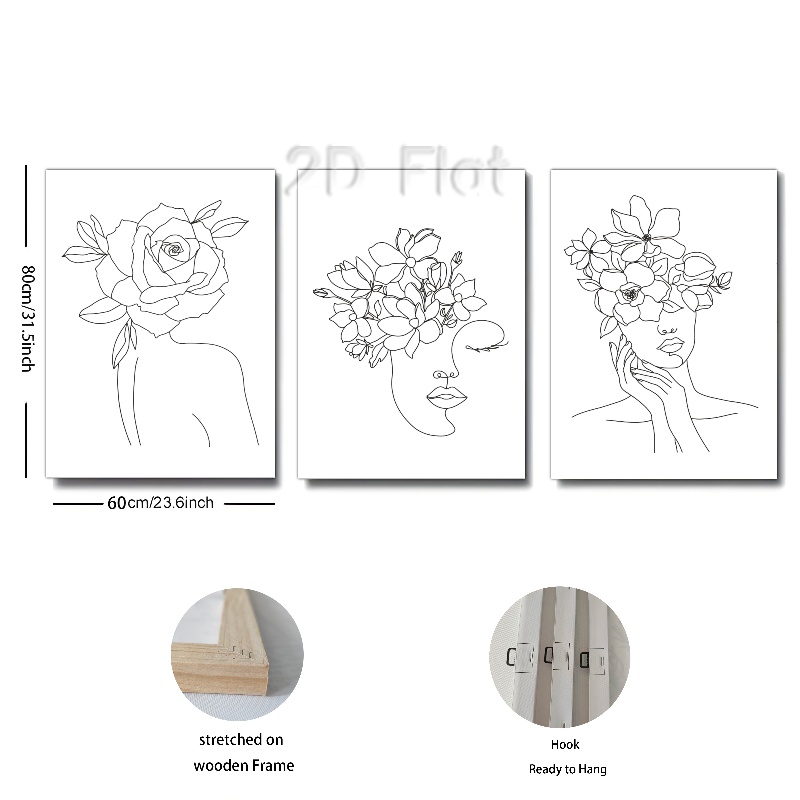 2D Flat
80cm/31.5inch
60cm/23.6inch
stretched on
wooden Frame
Hook
Ready to Hang